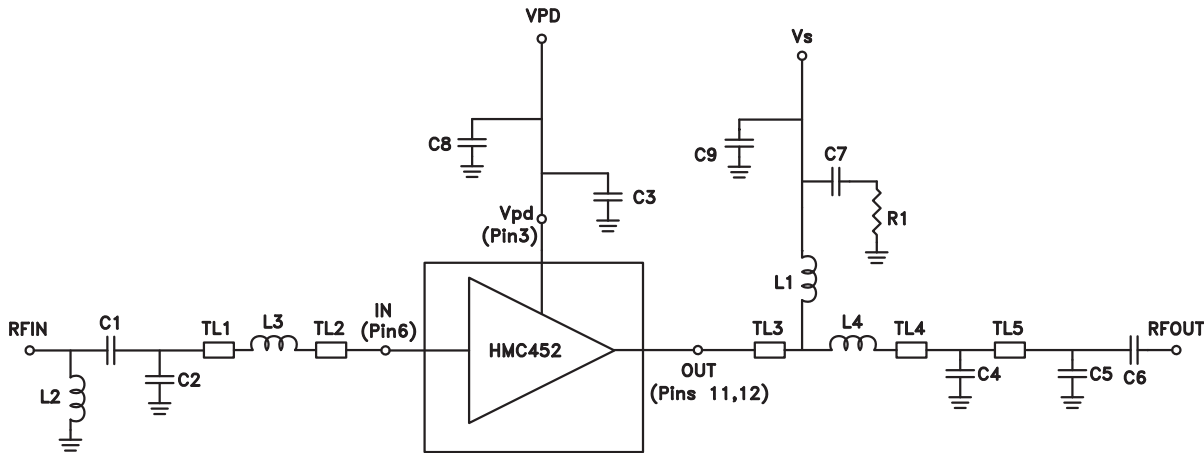 VPD
Vs
C8
C9
C7
C3
R1
Vpd
(Pin3)
L1
RFIN
C1
TL1
L3
TL2
IN
(Pin6)
HMC452
TL3
L4
TL4
TL5
RFOUT
L2
C2
OUT
(Pins 11,12)
C4
C5
C6